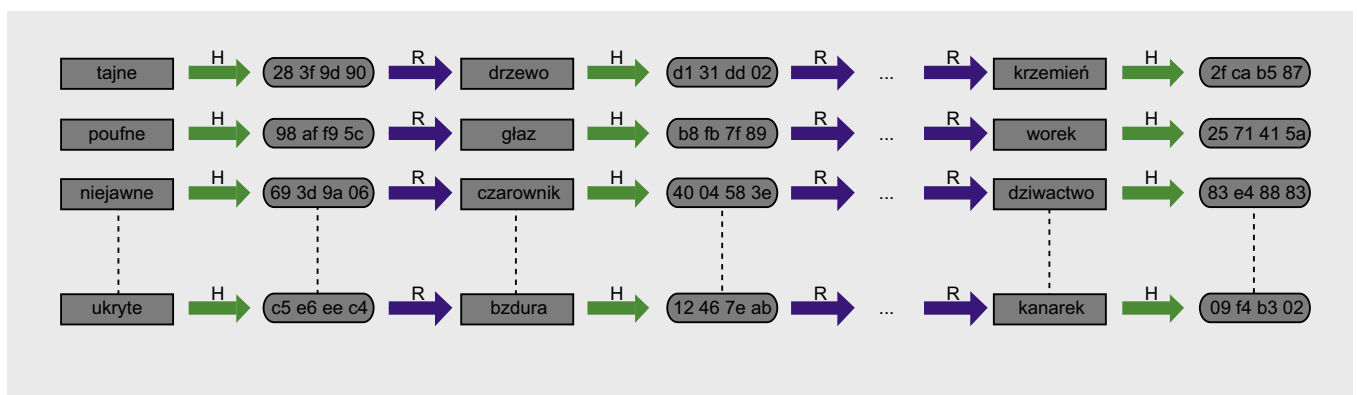 H R H R R H
tajne 28 3f 9d 90 drzewo d1 31 dd 02 ... krzemień 2f ca b5 87
H R H R R H
poufne 98 af f9 5c głaz b8 fb 7f 89 ... worek 25 71 41 5a
H R H R R H
niejawne 69 3d 9a 06 czarownik 40 04 58 3e ... dziwactwo 83 e4 88 83
H R H R R H
ukryte c5 e6 ee c4 bzdura 12 46 7e ab ... kanarek 09 f4 b3 02